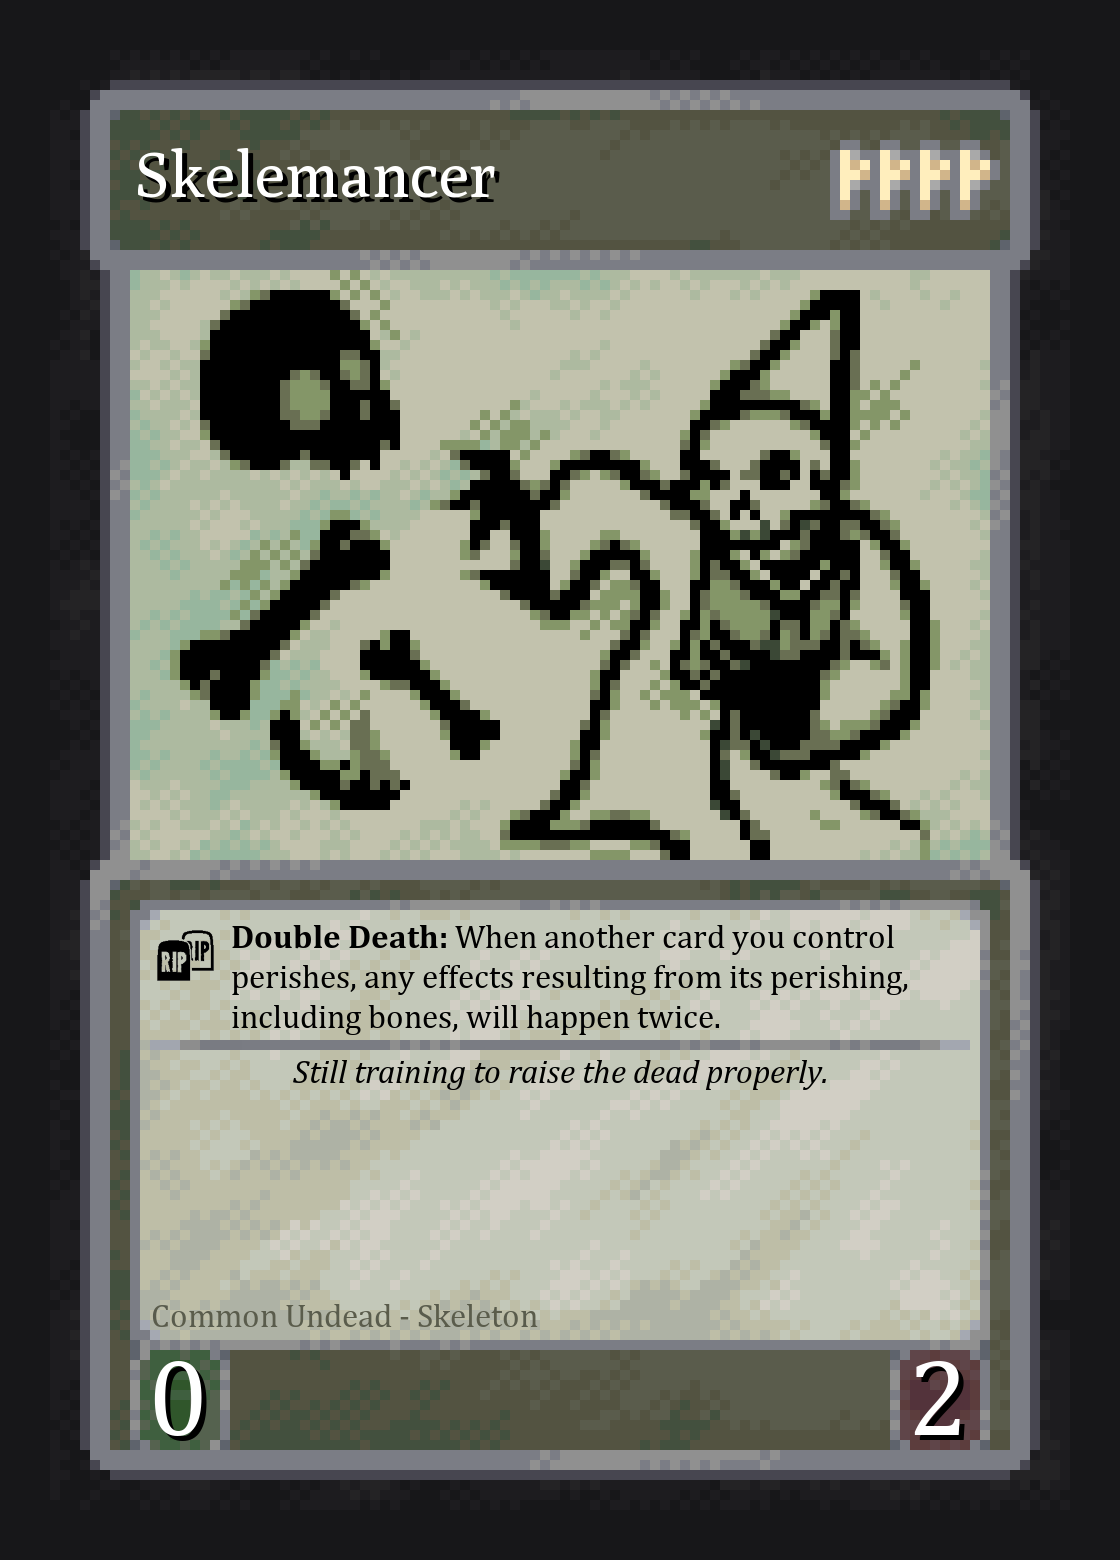 Skelemancer
RIP RIP
Double Death: When another card you control
perishes, any effects resulting from its perishing,
including bones, will happen twice.
Still training to raise the dead properly.
Common Undead - Skeleton
0
2